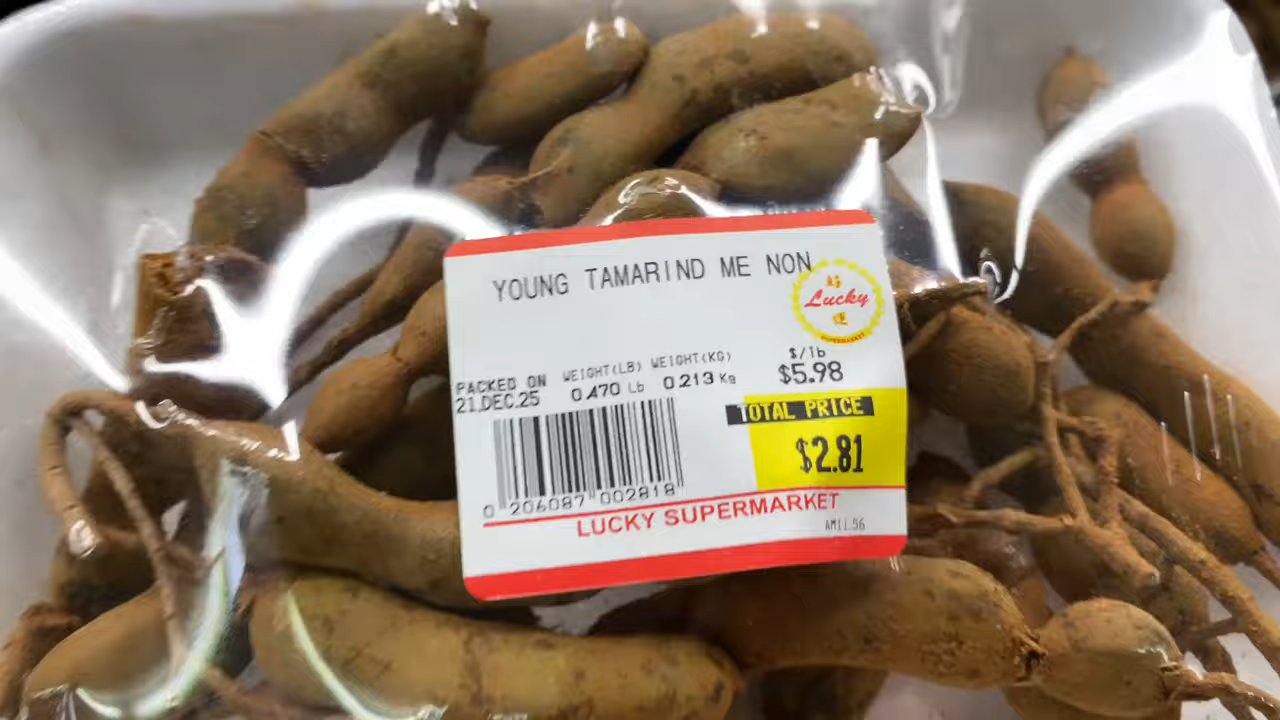 YOUNG TAMARIND ME NON
Lucky
SUPERMARKET
PACKED ON WEIGHT(LB) WEIGHT(KG) $/lb
21.DEC.25 0.470 Lb 0.213 Kg $5.98
TOTAL PRICE
$2.81
0 206087 002818
LUCKY SUPERMARKET
AM11.56